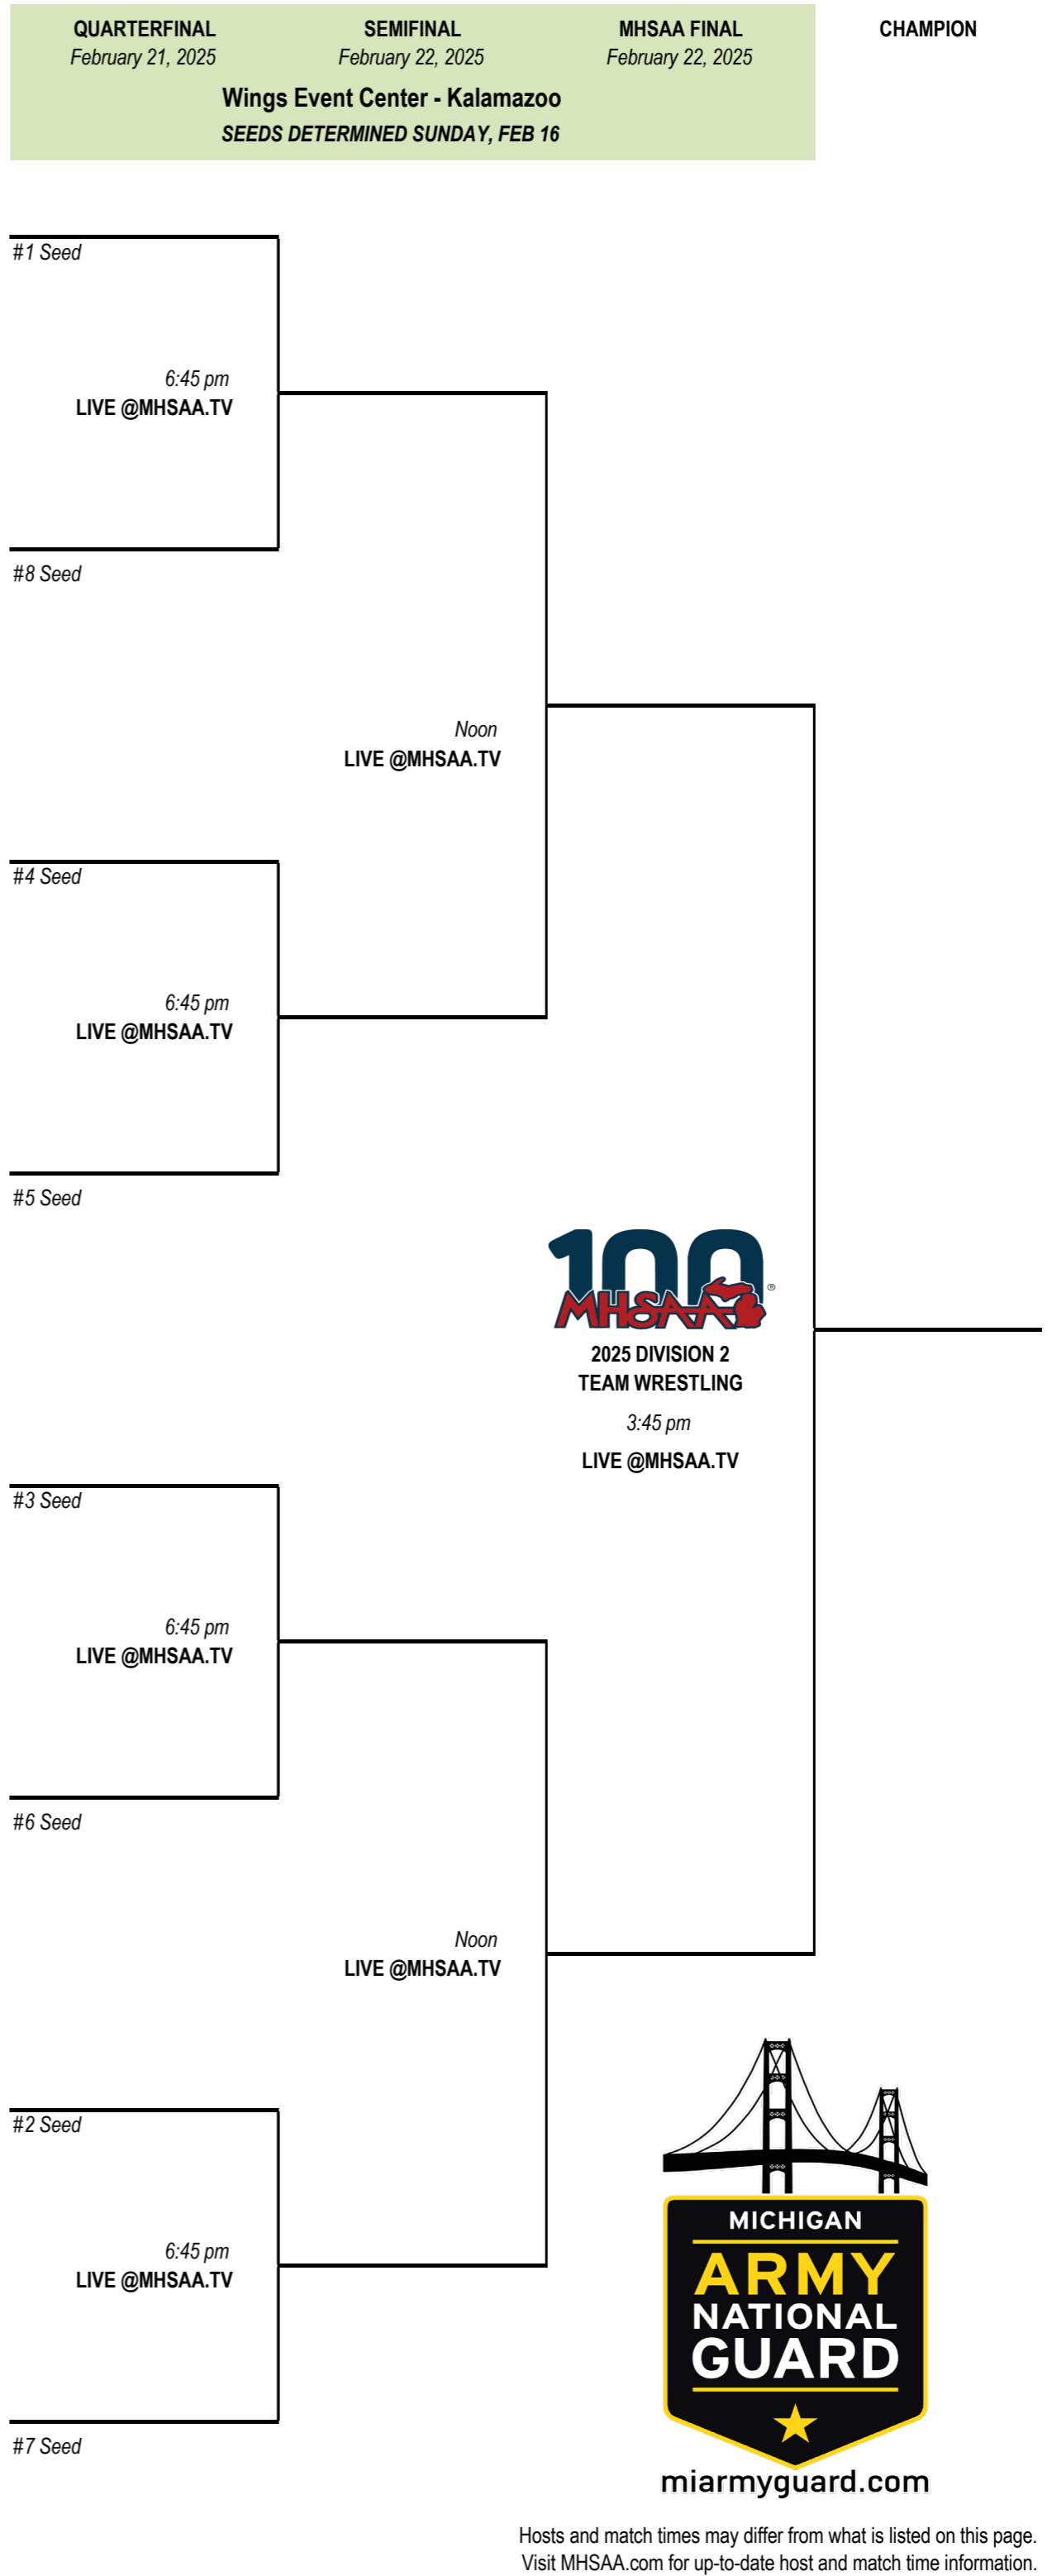 QUARTERFINAL SEMIFINAL MHSAA FINAL CHAMPION
February 21, 2025 February 22, 2025 February 22, 2025
Wings Event Center - Kalamazoo
SEEDS DETERMINED SUNDAY, FEB 16
#1 Seed
6:45 pm
LIVE @MHSAA.TV
#8 Seed
Noon
LIVE @MHSAA.TV
#4 Seed
6:45 pm
LIVE @MHSAA.TV
#5 Seed
100
MHSAA®
2025 DIVISION 2
TEAM WRESTLING
3:45 pm
LIVE @MHSAA.TV
#3 Seed
6:45 pm
LIVE @MHSAA.TV
#6 Seed
Noon
LIVE @MHSAA.TV
#2 Seed
6:45 pm
LIVE @MHSAA.TV
#7 Seed
MICHIGAN
ARMY
NATIONAL
GUARD
miarmyguard.com
Hosts and match times may differ from what is listed on this page.
Visit MHSAA.com for up-to-date host and match time information.